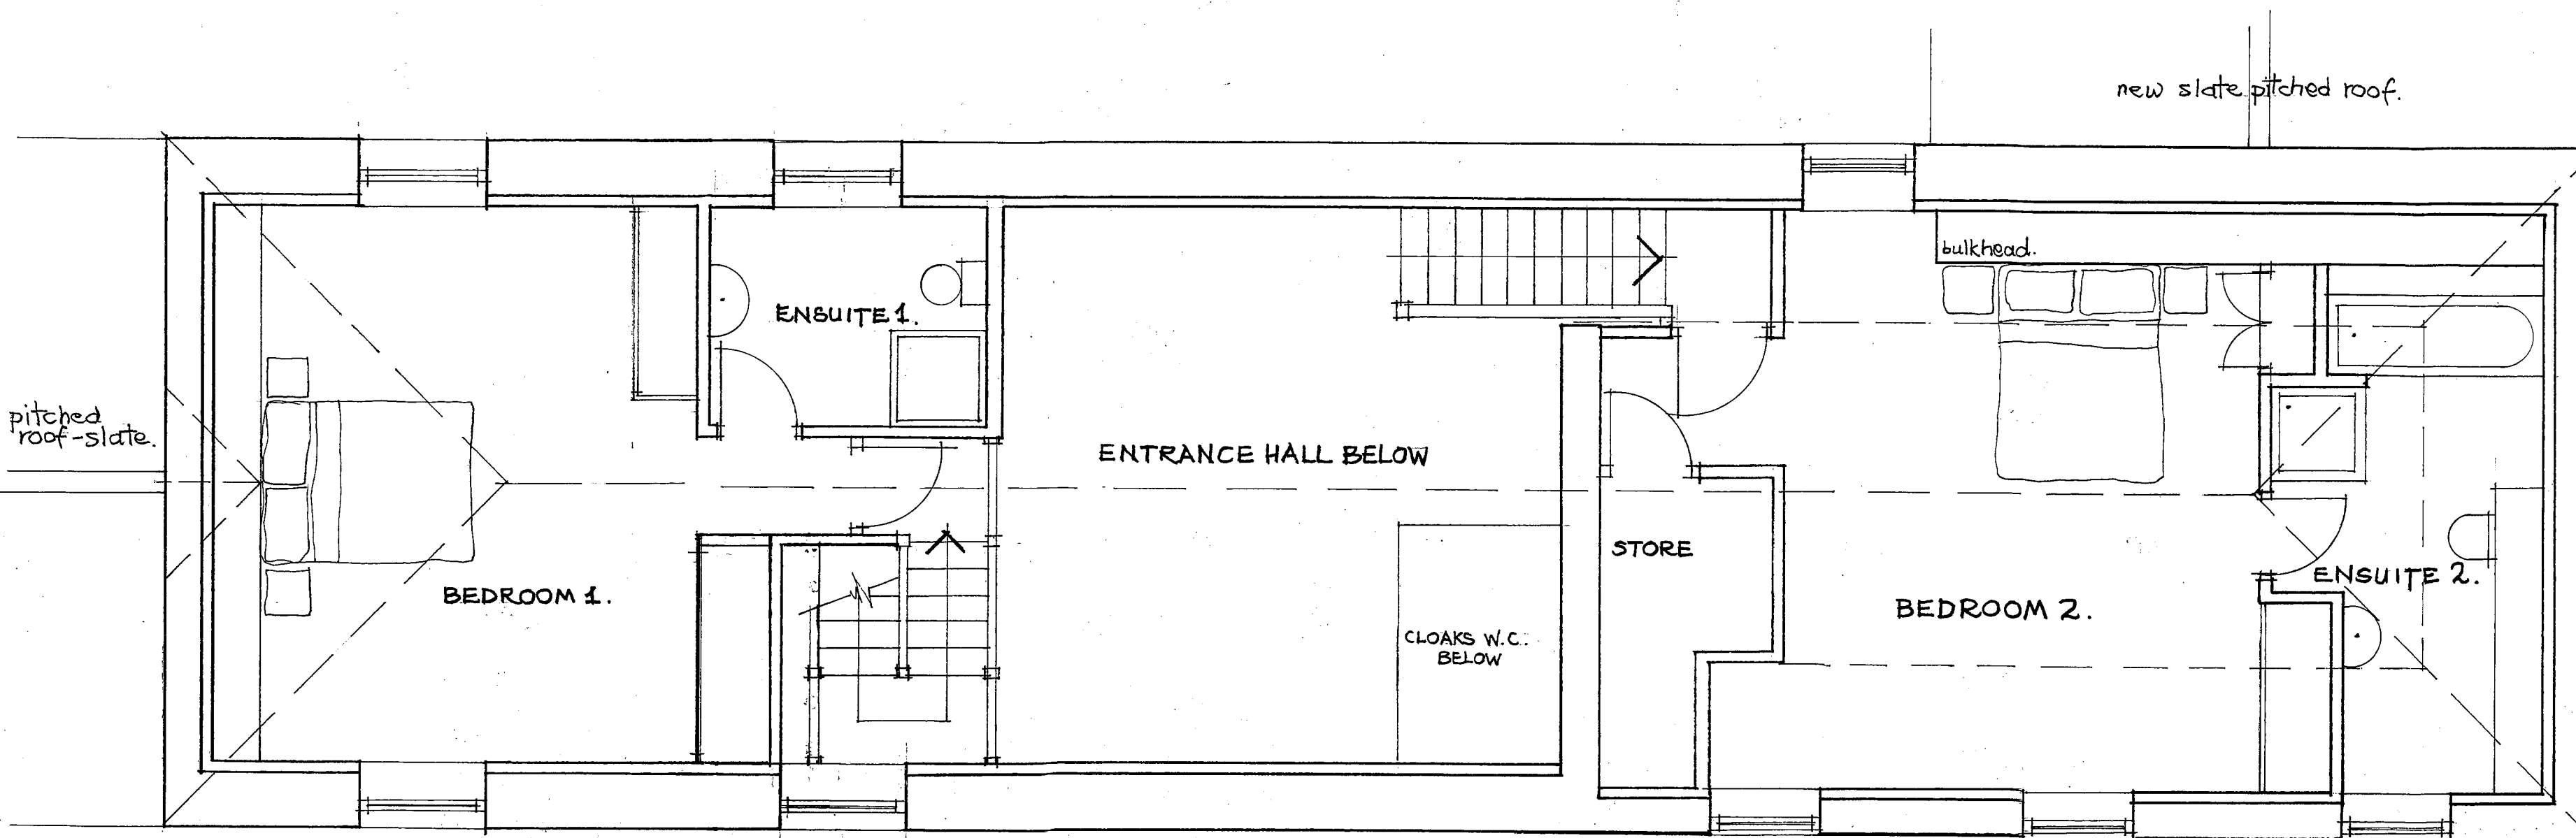 new slate pitched roof.
bulkhead.
ENSUITE 1.
pitched
roof-slate.
ENTRANCE HALL BELOW
STORE
ENSUITE 2.
BEDROOM 1.
BEDROOM 2.
CLOAKS W.C.
BELOW